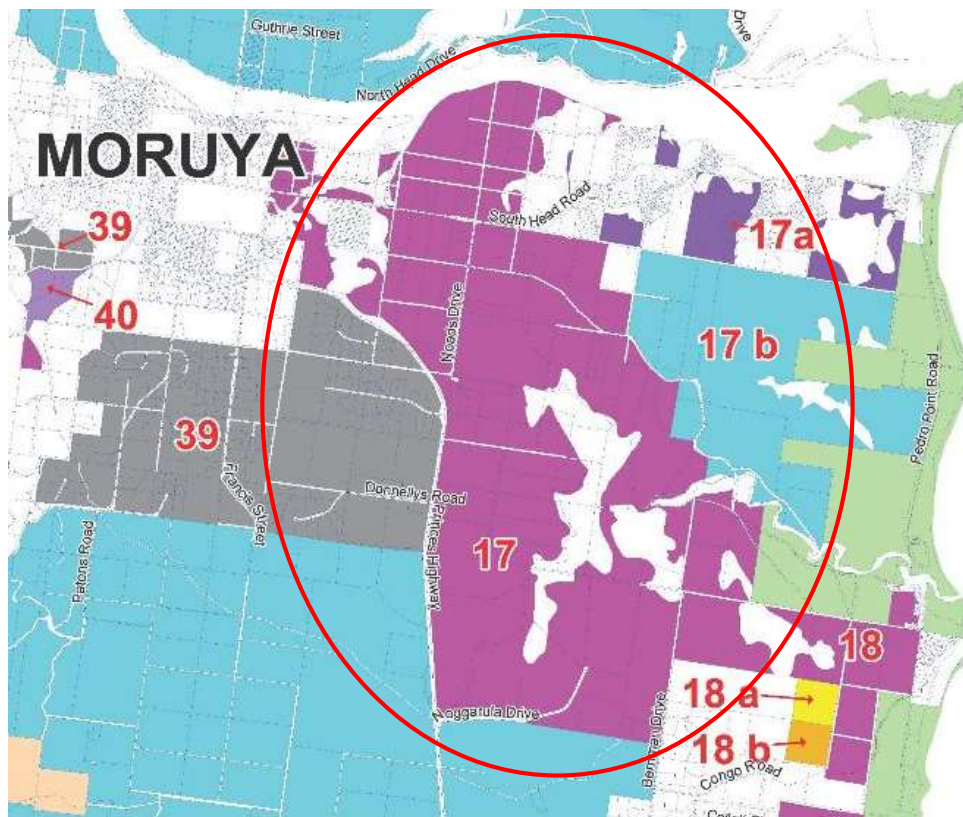 Guthrie Street
Drive
North Head Drive
MORUYA
South Head Road
39
17a
40
Noads Drive
17 b
Pedro Point Road
39
Francis Street
Donnellys Road
Princes Highway
17
Patons Road
18
18 a
Noggarula Drive
18 b
Congo Road